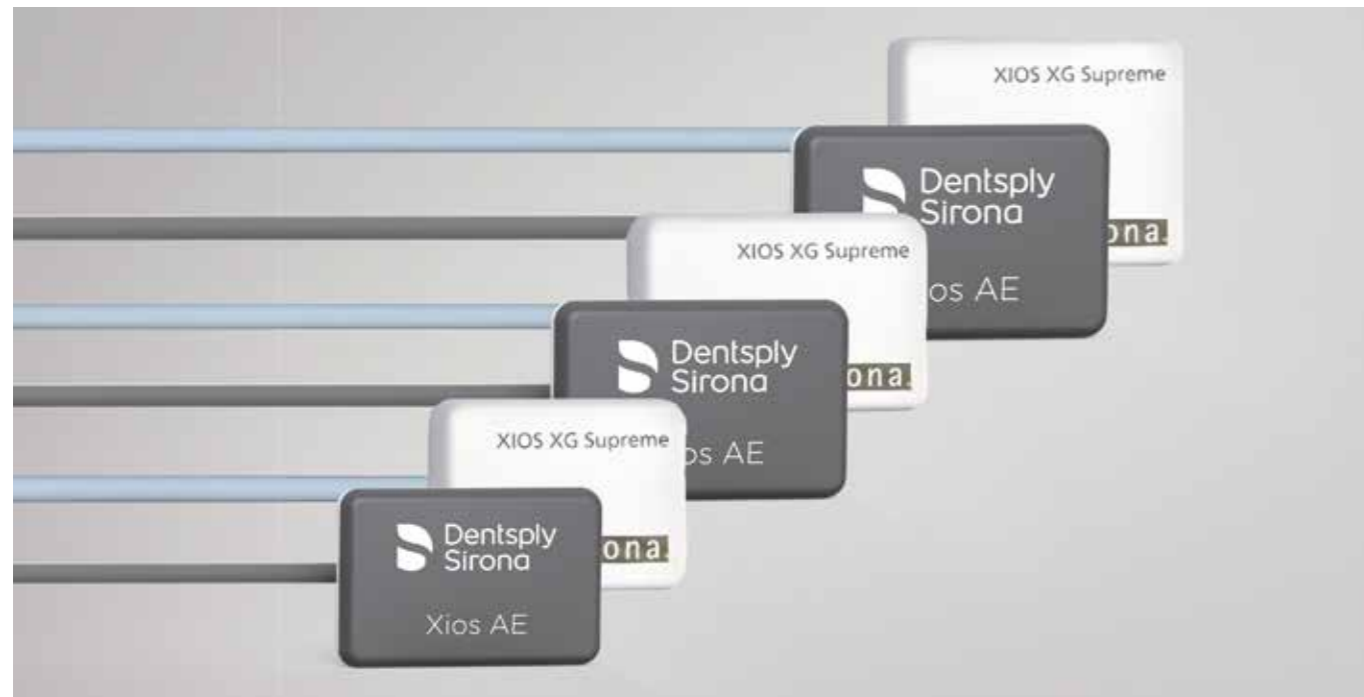 XIOS XG Supreme
Dentsply
Sirona
ona.
os AE
XIOS XG Supreme
Dentsply
Sirona
ona.
os AE
XIOS XG Supreme
Dentsply
Sirona
ona.
Xios AE